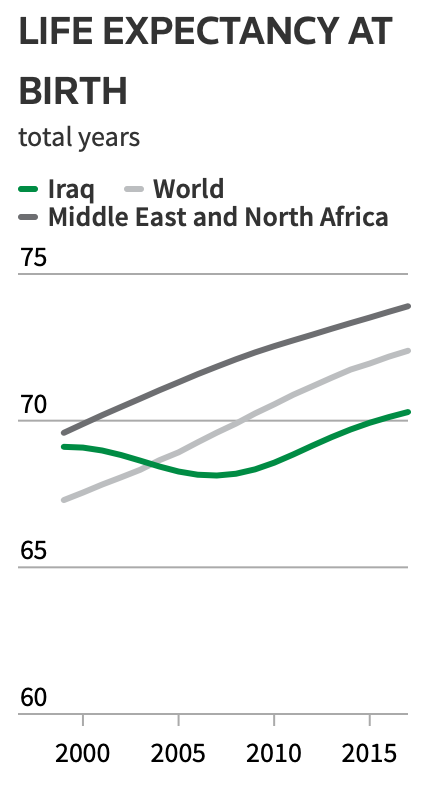 LIFE EXPECTANCY AT
BIRTH
total years
Iraq World
Middle East and North Africa
75
70
65
60
2000 2005 2010 2015